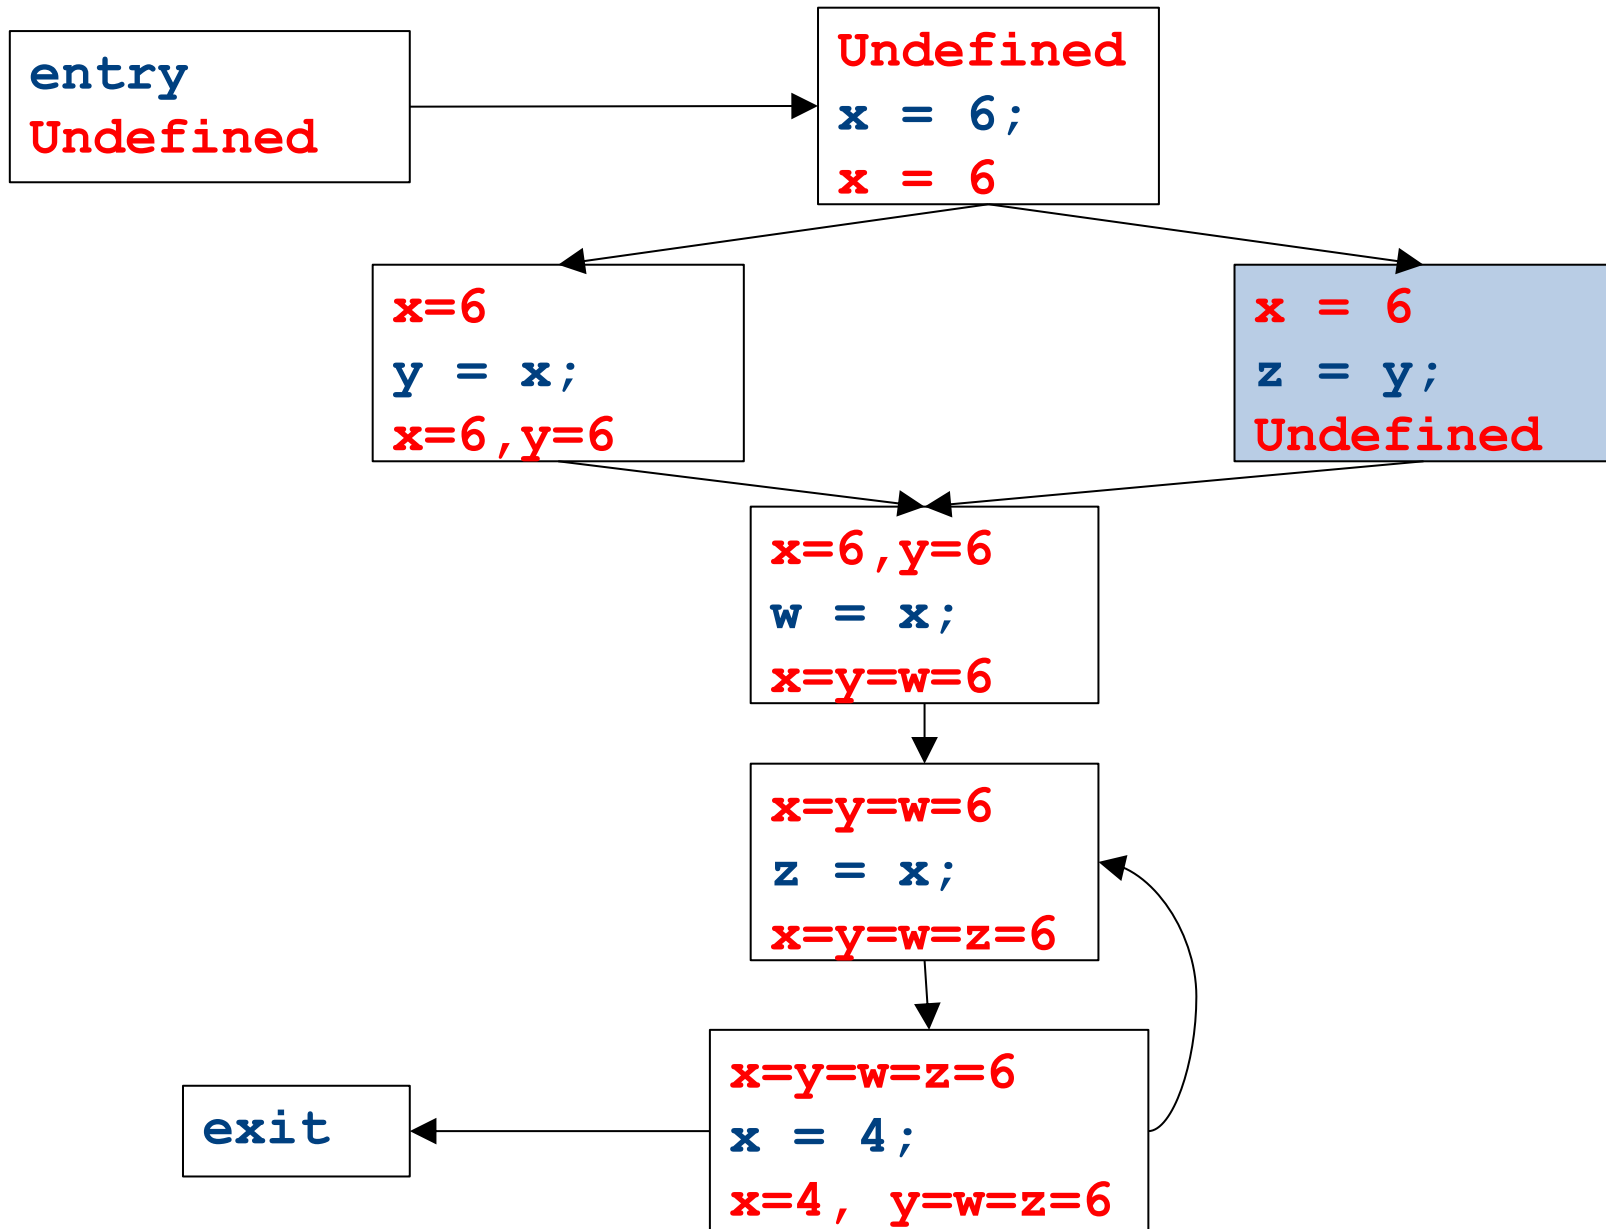 entry
Undefined
Undefined
x = 6;
x = 6
x=6
y = x;
x=6,y=6
x = 6
z = y;
Undefined
x=6,y=6
w = x;
x=y=w=6
x=y=w=6
z = x;
x=y=w=z=6
x=y=w=z=6
x = 4;
x=4, y=w=z=6
exit